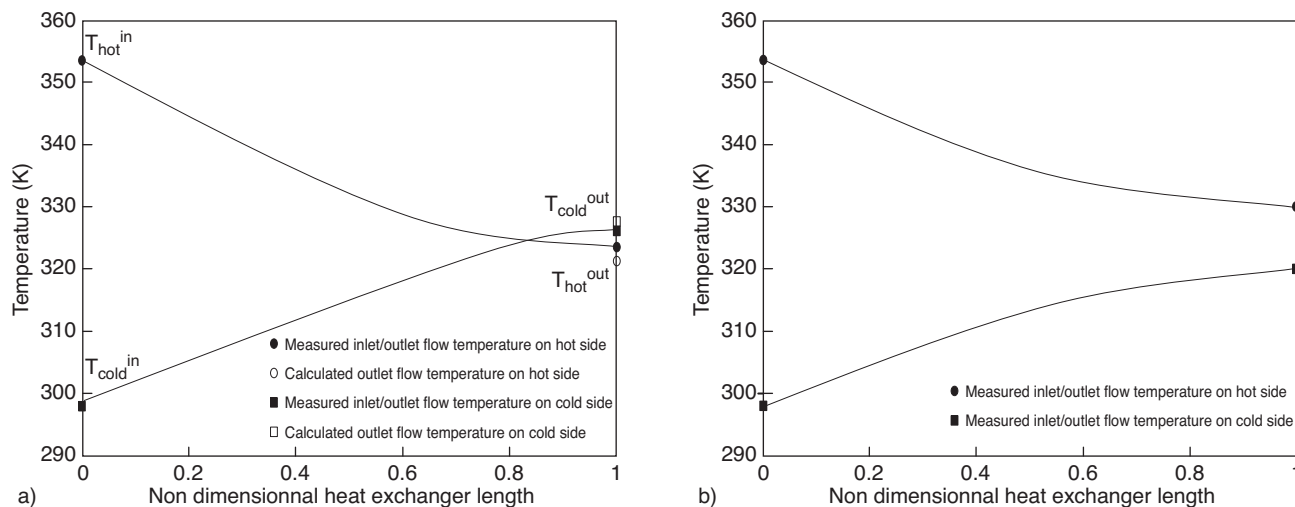 360
350
340
330
320
310
300
290
Temperature (K)
T_hot^in
T_cold^in
T_cold^out
T_hot^out
Measured inlet/outlet flow temperature on hot side
Calculated outlet flow temperature on hot side
Measured inlet/outlet flow temperature on cold side
Calculated outlet flow temperature on cold side
0 0.2 0.4 0.6 0.8 1
a) Non dimensionnal heat exchanger length
360
350
340
330
320
310
300
290
Temperature (K)
Measured inlet/outlet flow temperature on hot side
Measured inlet/outlet flow temperature on cold side
0 0.2 0.4 0.6 0.8 1
b) Non dimensionnal heat exchanger length